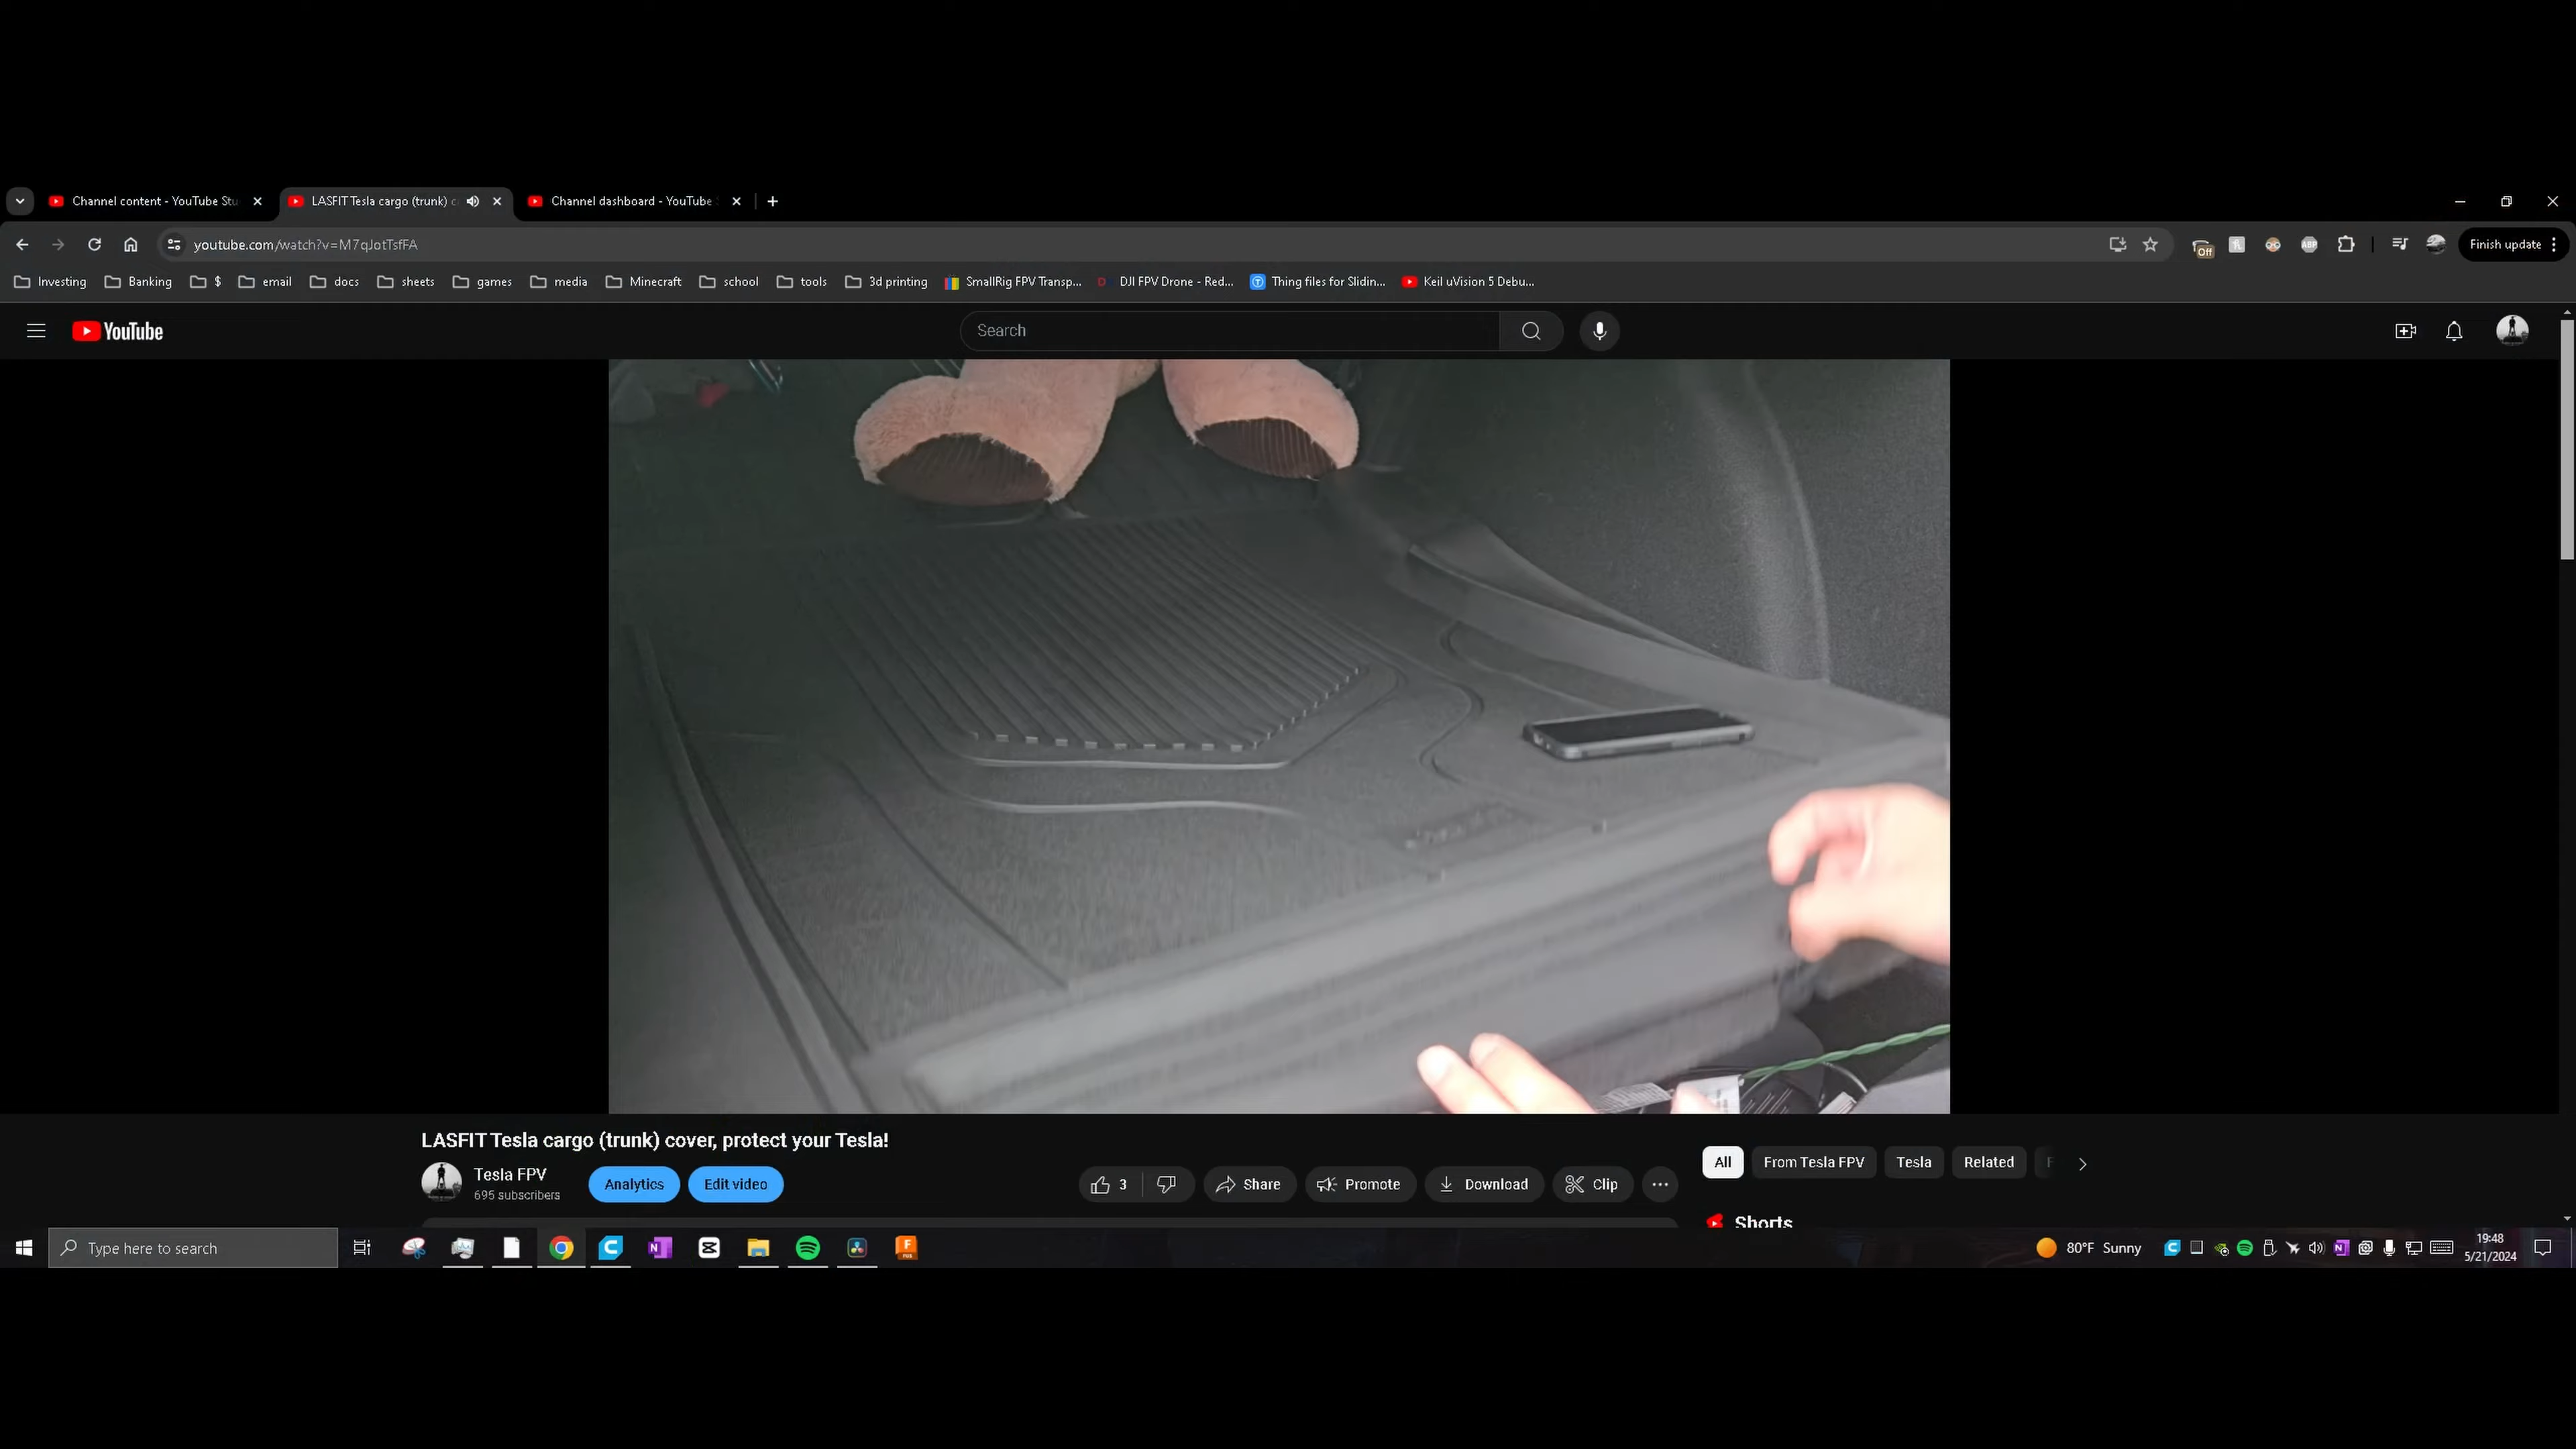 Channel content - YouTube Stu
LASFIT Tesla cargo (trunk) c
Channel dashboard - YouTube
youtube.com/watch?v=M7qJotTsfFA
Off
ABP
Finish update
Investing
Banking
$
email
docs
sheets
games
media
Minecraft
school
tools
3d printing
SmallRig FPV Transp...
DJI FPV Drone - Red...
Thing files for Slidin...
Keil uVision 5 Debu...
YouTube
Search
LASFIT Tesla cargo (trunk) cover, protect your Tesla!
Tesla FPV
695 subscribers
Analytics
Edit video
3
Share
Promote
Download
Clip
All
From Tesla FPV
Tesla
Related
Shorts
Type here to search
80°F Sunny
19:48
5/21/2024